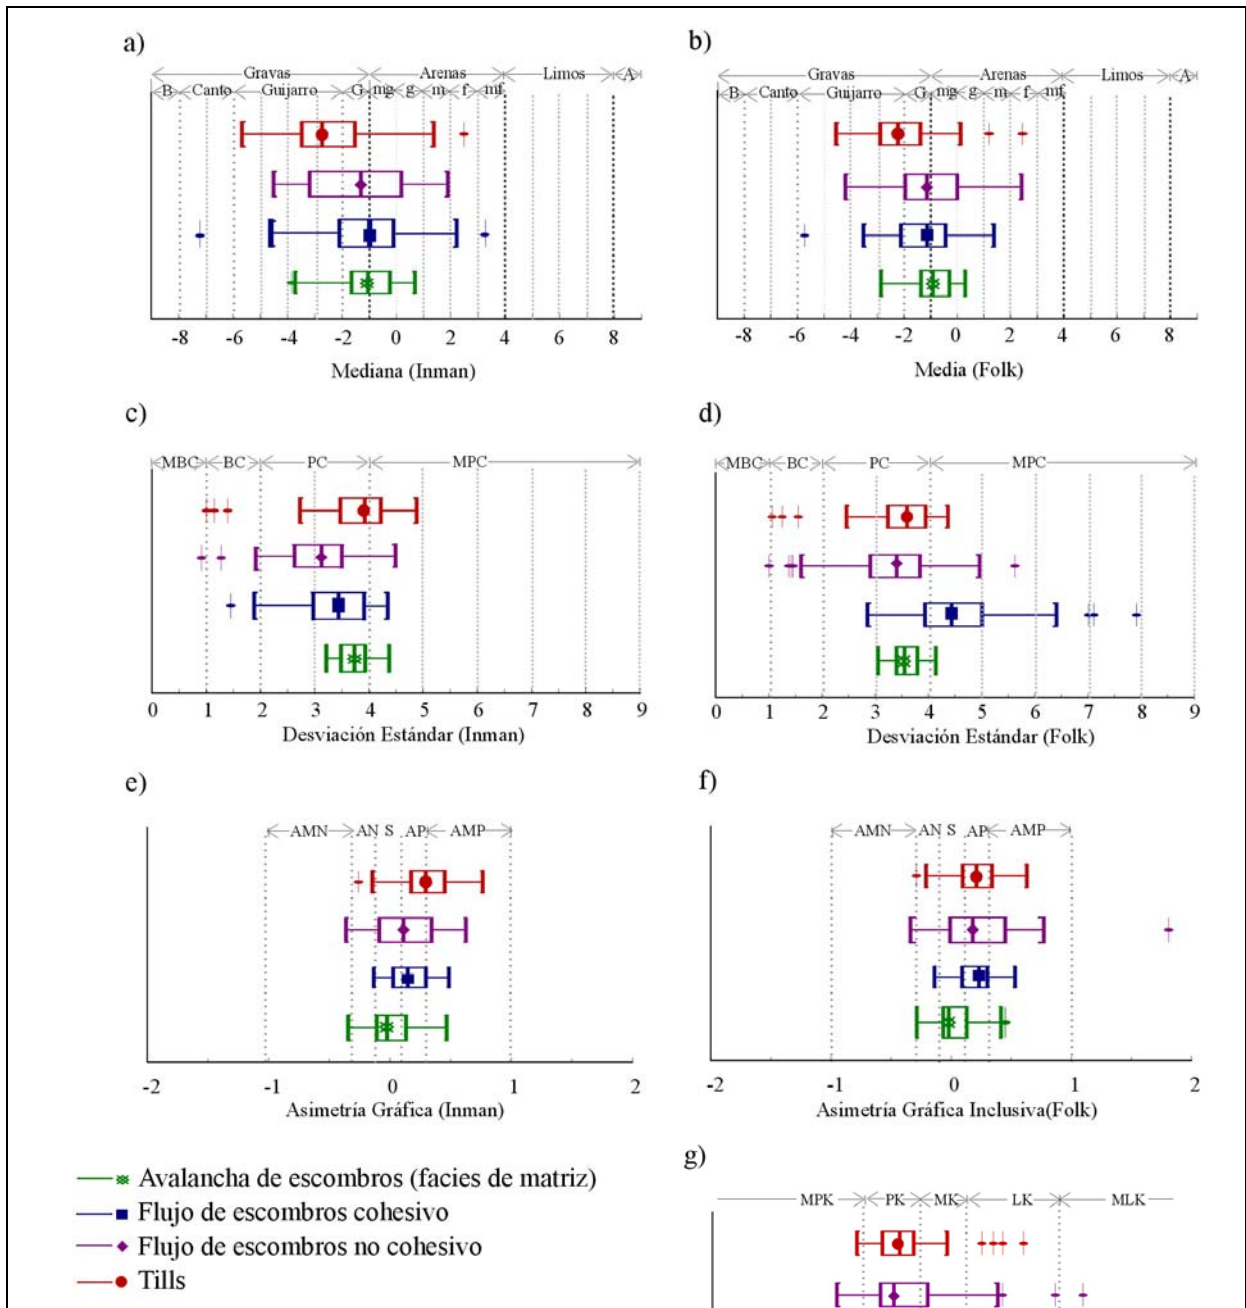 a)
Gravas Arenas Limos A
B Canto Guijarro G mg g m f mf
-8 -6 -4 -2 0 2 4 6 8
Mediana (Inman)
b)
Gravas Arenas Limos A
B Canto Guijarro G mg g m f mf
-8 -6 -4 -2 0 2 4 6 8
Media (Folk)
c)
MBC BC PC MPC
0 1 2 3 4 5 6 7 8 9
Desviación Estándar (Inman)
d)
MBC BC PC MPC
0 1 2 3 4 5 6 7 8 9
Desviación Estándar (Folk)
e)
AMN AN S AP AMP
-2 -1 0 1 2
Asimetría Gráfica (Inman)
f)
AMN AN S AP AMP
-2 -1 0 1 2
Asimetría Gráfica Inclusiva(Folk)
Avalancha de escombros (facies de matriz)
Flujo de escombros cohesivo
Flujo de escombros no cohesivo
Tills
g)
MPK PK MK LK MLK